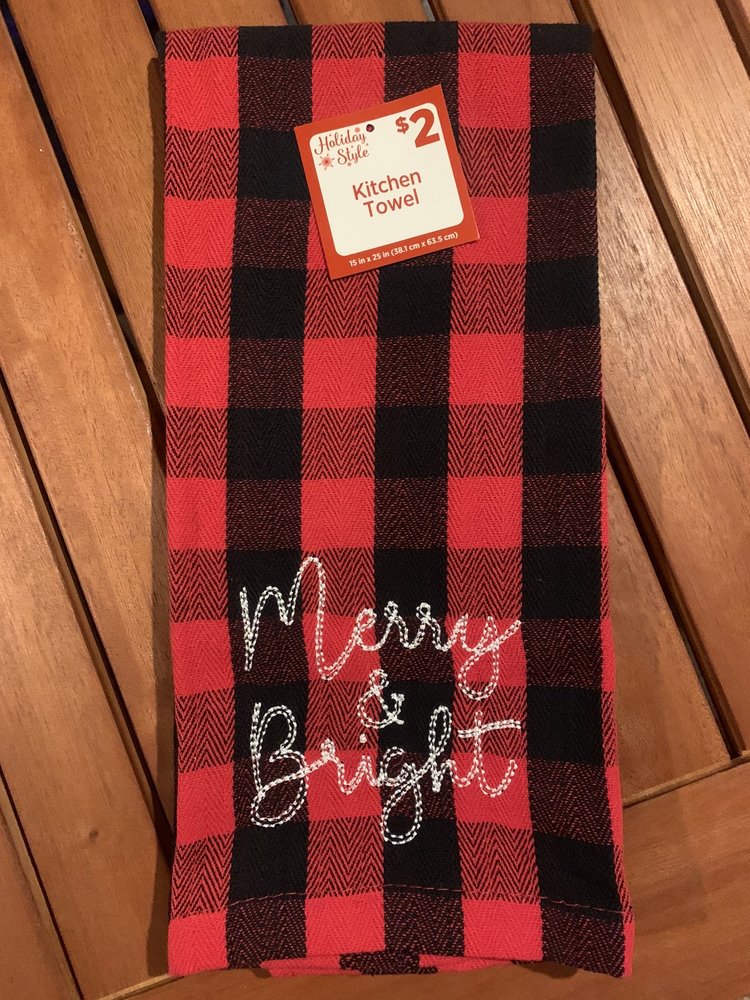 Holiday
Style
$2
Kitchen
Towel
15 in x 25 in (38.1 cm x 63.5 cm)
Merry
&
Bright